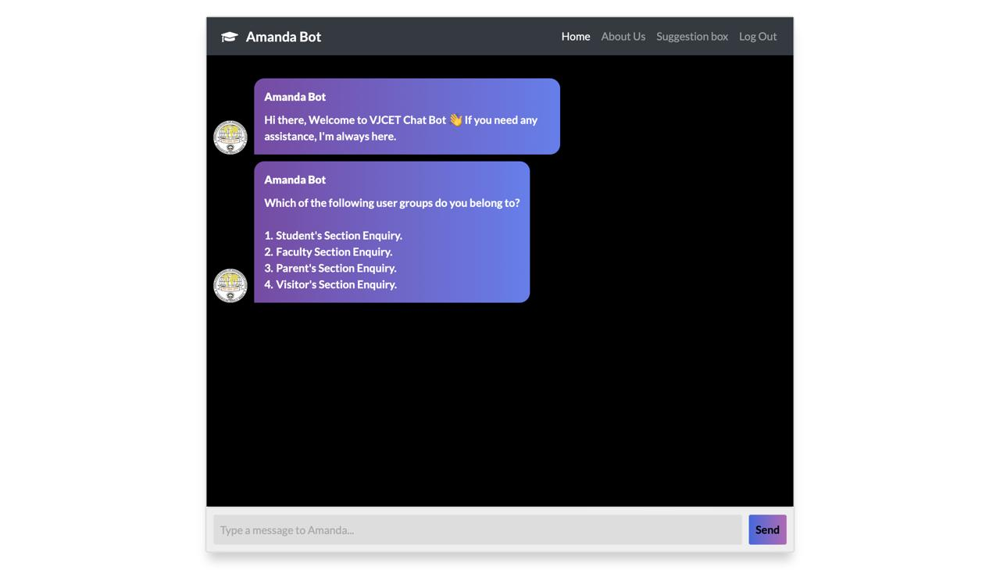 Amanda Bot
Home About Us Suggestion box Log Out
Amanda Bot
Hi there, Welcome to VJCET Chat Bot 👋 If you need any
assistance, I'm always here.
Amanda Bot
Which of the following user groups do you belong to?
1. Student's Section Enquiry.
2. Faculty Section Enquiry.
3. Parent's Section Enquiry.
4. Visitor's Section Enquiry.
Type a message to Amanda...
Send